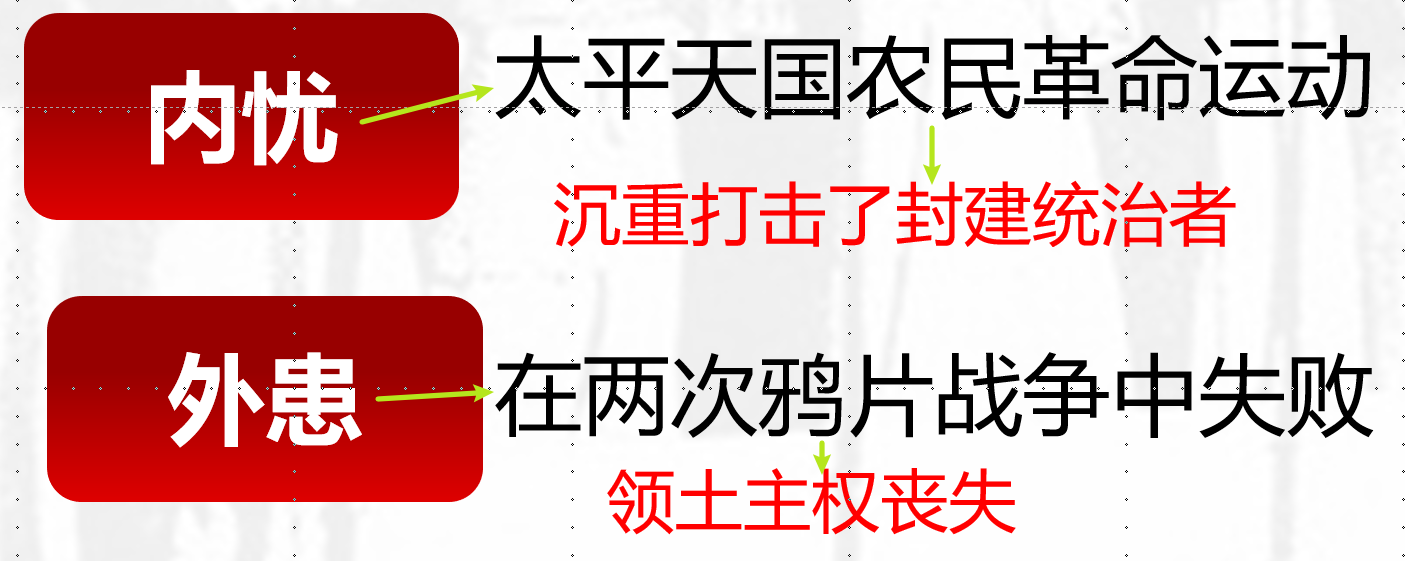 内忧
太平天国农民革命运动
沉重打击了封建统治者
外患
在两次鸦片战争中失败
领土主权丧失